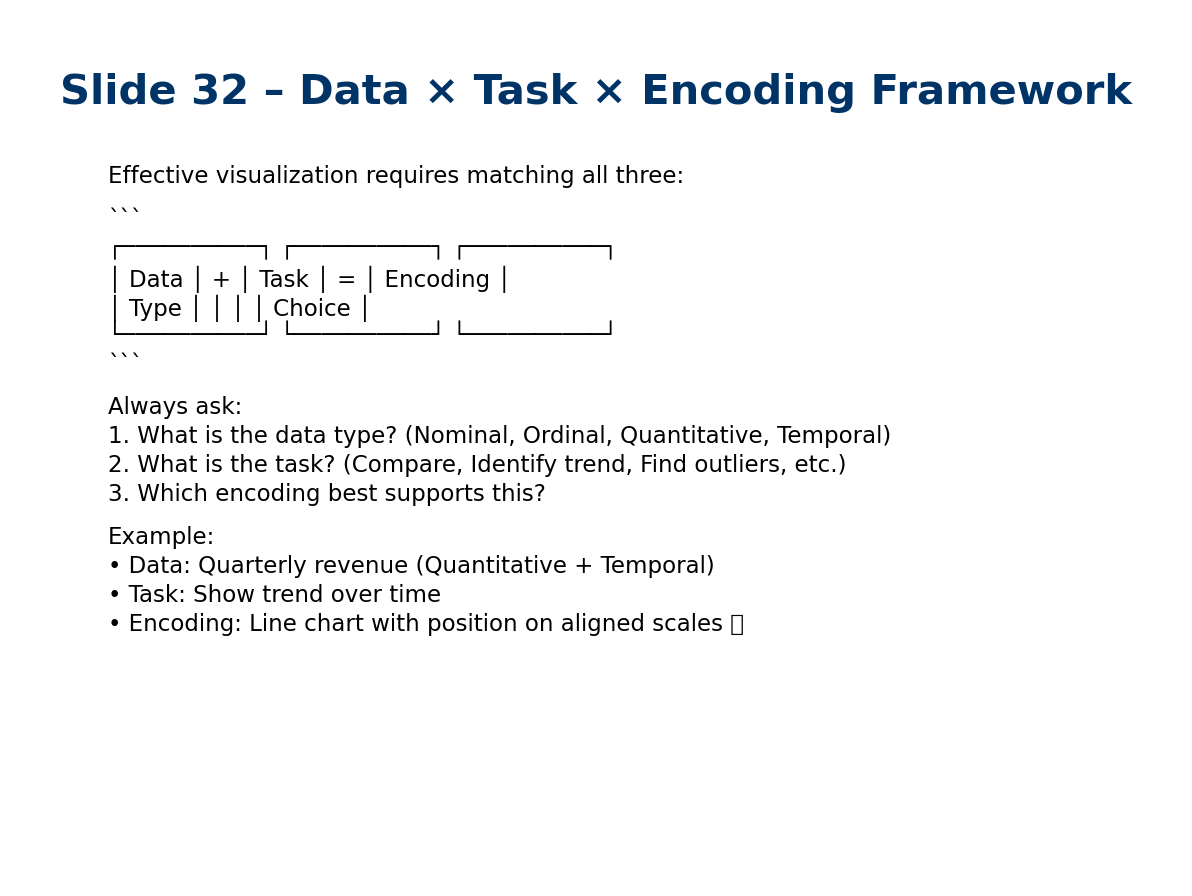 Slide 32 – Data × Task × Encoding Framework
Effective visualization requires matching all three:
```
┌──────────┐ ┌──────────┐ ┌──────────┐
│ Data │ + │ Task │ = │ Encoding │
│ Type │ │ │ │ Choice │
└──────────┘ └──────────┘ └──────────┘
```
Always ask:
1. What is the data type? (Nominal, Ordinal, Quantitative, Temporal)
2. What is the task? (Compare, Identify trend, Find outliers, etc.)
3. Which encoding best supports this?
Example:
• Data: Quarterly revenue (Quantitative + Temporal)
• Task: Show trend over time
• Encoding: Line chart with position on aligned scales